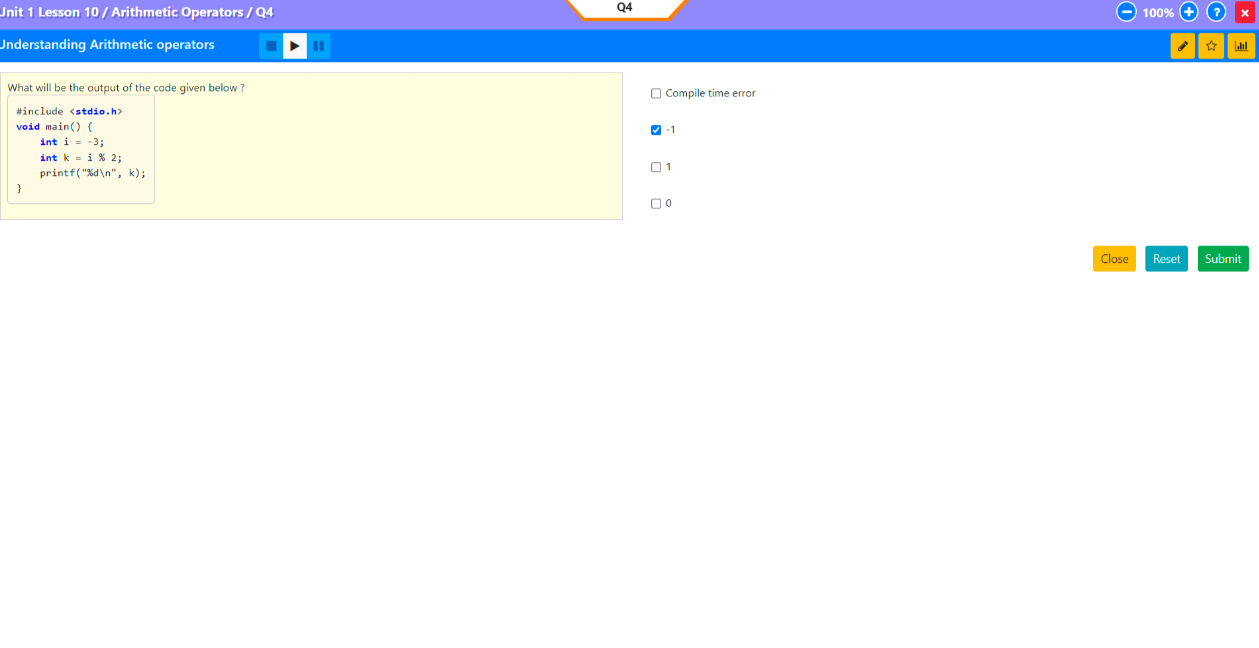 Unit 1 Lesson 10 / Arithmetic Operators / Q4
Q4
100%
?
Understanding Arithmetic operators
What will be the output of the code given below ?
#include <stdio.h>
void main() {
    int i = -3;
    int k = i % 2;
    printf("%d\n", k);
}
Compile time error
-1
1
0
Close Reset Submit